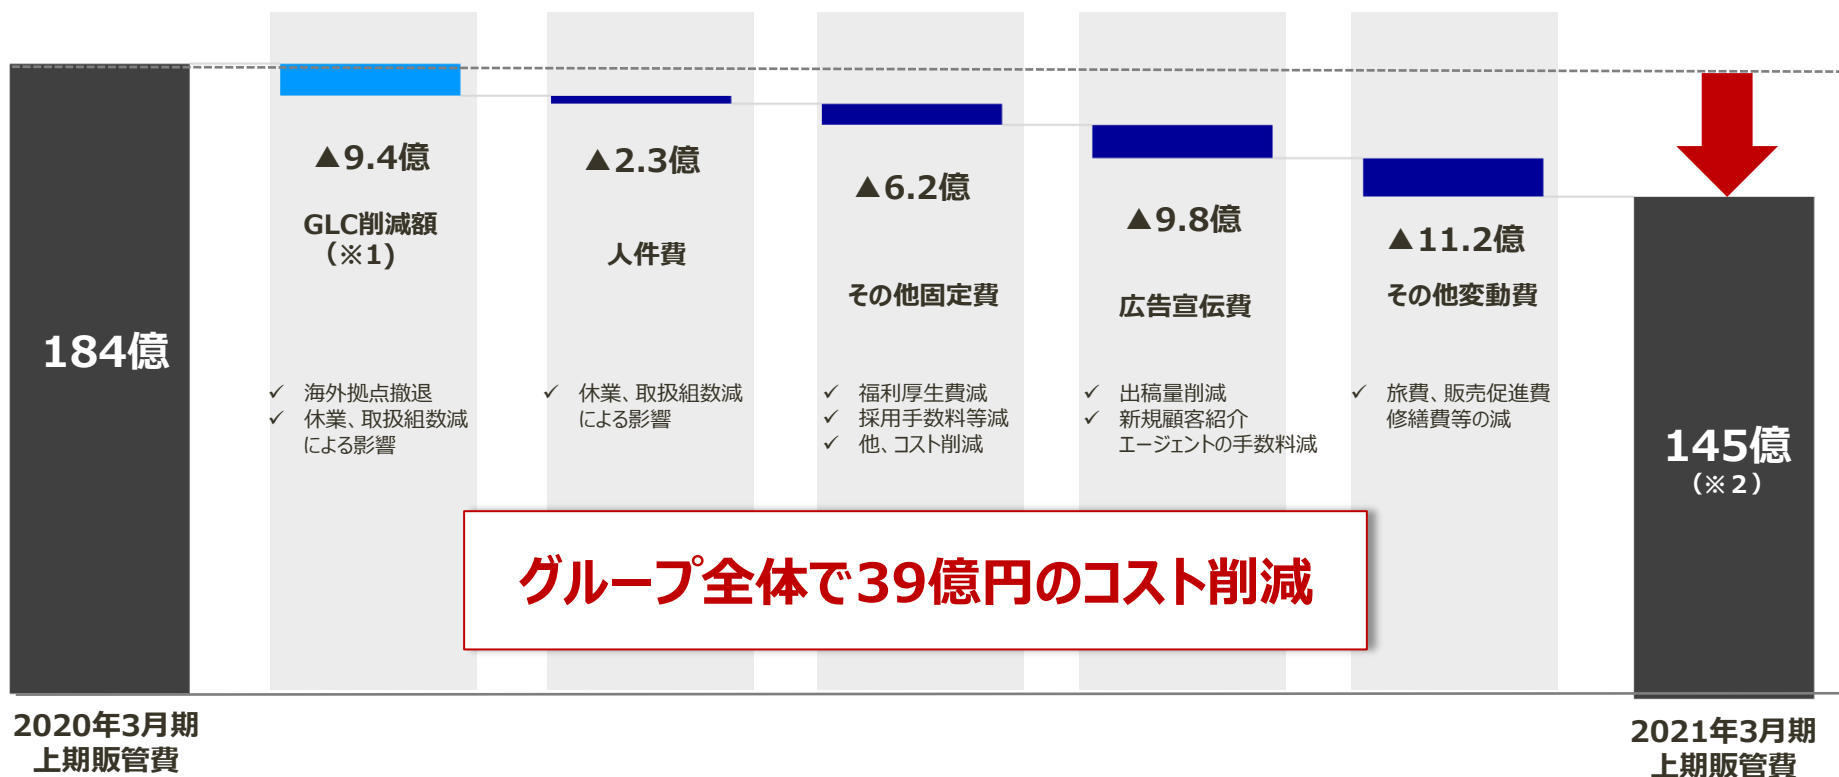 184億
2020年3月期
上期販管費
▲9.4億
GLC削減額
（※1)
✓ 海外拠点撤退
✓ 休業、取扱組数減
による影響
▲2.3億
人件費
✓ 休業、取扱組数減
による影響
▲6.2億
その他固定費
✓ 福利厚生費減
✓ 採用手数料等減
✓ 他、コスト削減
▲9.8億
広告宣伝費
✓ 出稿量削減
✓ 新規顧客紹介
エージェントの手数料減
▲11.2億
その他変動費
✓ 旅費、販売促進費
修繕費等の減
145億
（※２）
2021年3月期
上期販管費
グループ全体で39億円のコスト削減